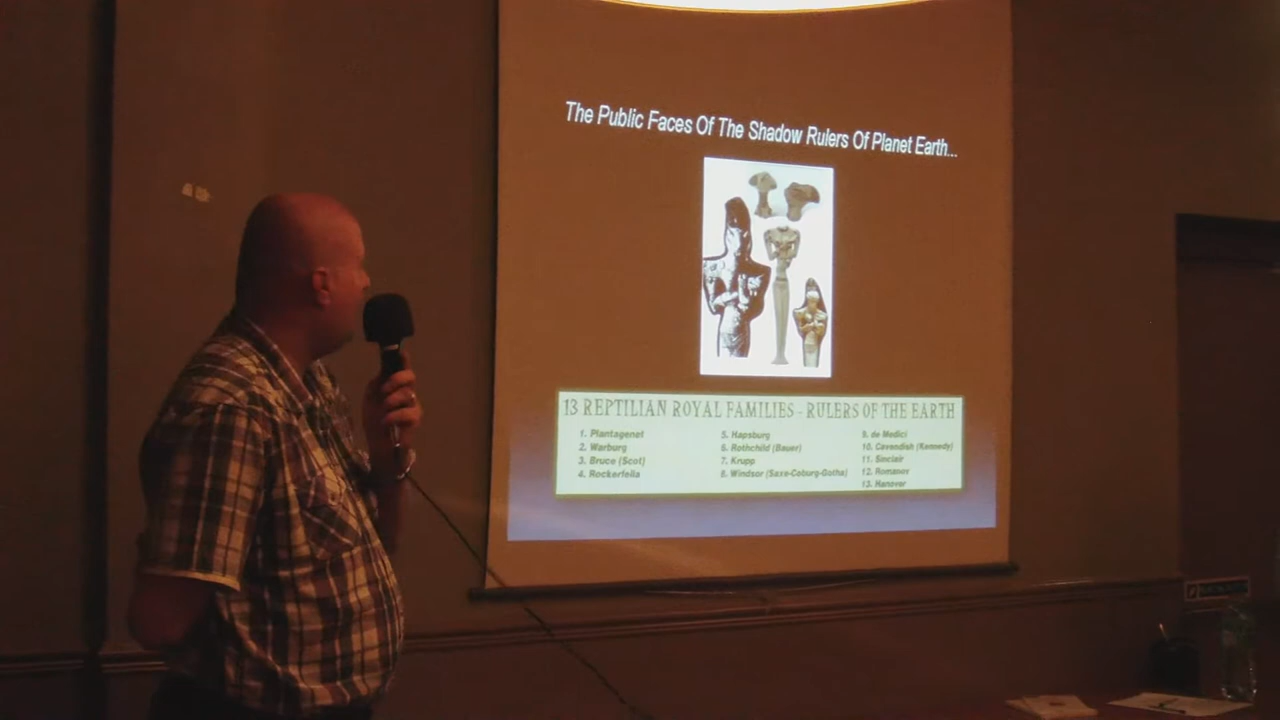 The Public Faces Of The Shadow Rulers Of Planet Earth...
13 REPTILIAN ROYAL FAMILIES - RULERS OF THE EARTH
1. Plantagenet
2. Warburg
3. Bruce (Scot)
4. Rockerfella
5. Hapsburg
6. Rothchild (Bauer)
7. Krupp
8. Windsor (Saxe-Coburg-Gotha)
9. de Medici
10. Cavendish (Kennedy)
11. Sinclair
12. Romanov
13. Hanover